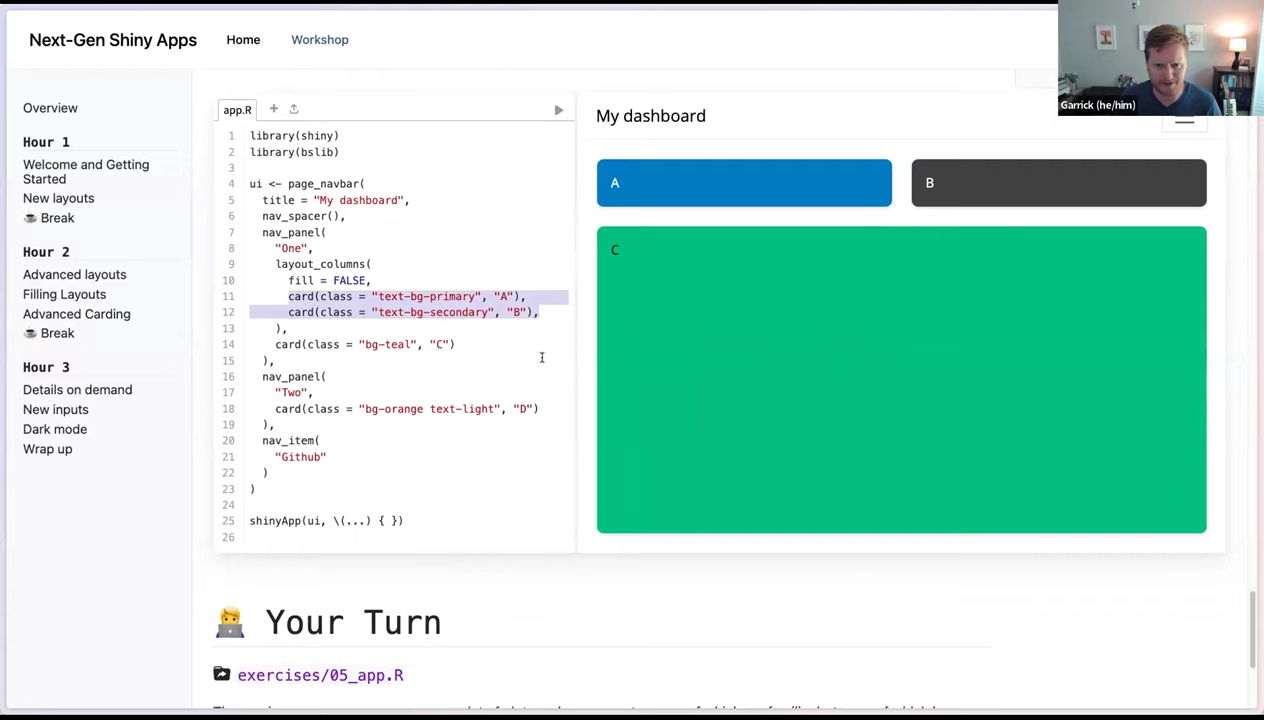 Next-Gen Shiny Apps
Home
Workshop
Garrick (he/him)
Overview
Hour 1
Welcome and Getting
Started
New layouts
Break
Hour 2
Advanced layouts
Filling Layouts
Advanced Carding
Break
Hour 3
Details on demand
New inputs
Dark mode
Wrap up
app.R
1 library(shiny)
2 library(bslib)
3
4 ui <- page_navbar(
5 title = "My dashboard",
6 nav_spacer(),
7 nav_panel(
8 "One",
9 layout_columns(
10 fill = FALSE,
11 card(class = "text-bg-primary", "A"),
12 card(class = "text-bg-secondary", "B"),
13 ),
14 card(class = "bg-teal", "C")
15 ),
16 nav_panel(
17 "Two",
18 card(class = "bg-orange text-light", "D")
19 ),
20 nav_item(
21 "Github"
22 )
23 )
24
25 shinyApp(ui, \(...) { })
26
My dashboard
A
B
C
Your Turn
exercises/05_app.R